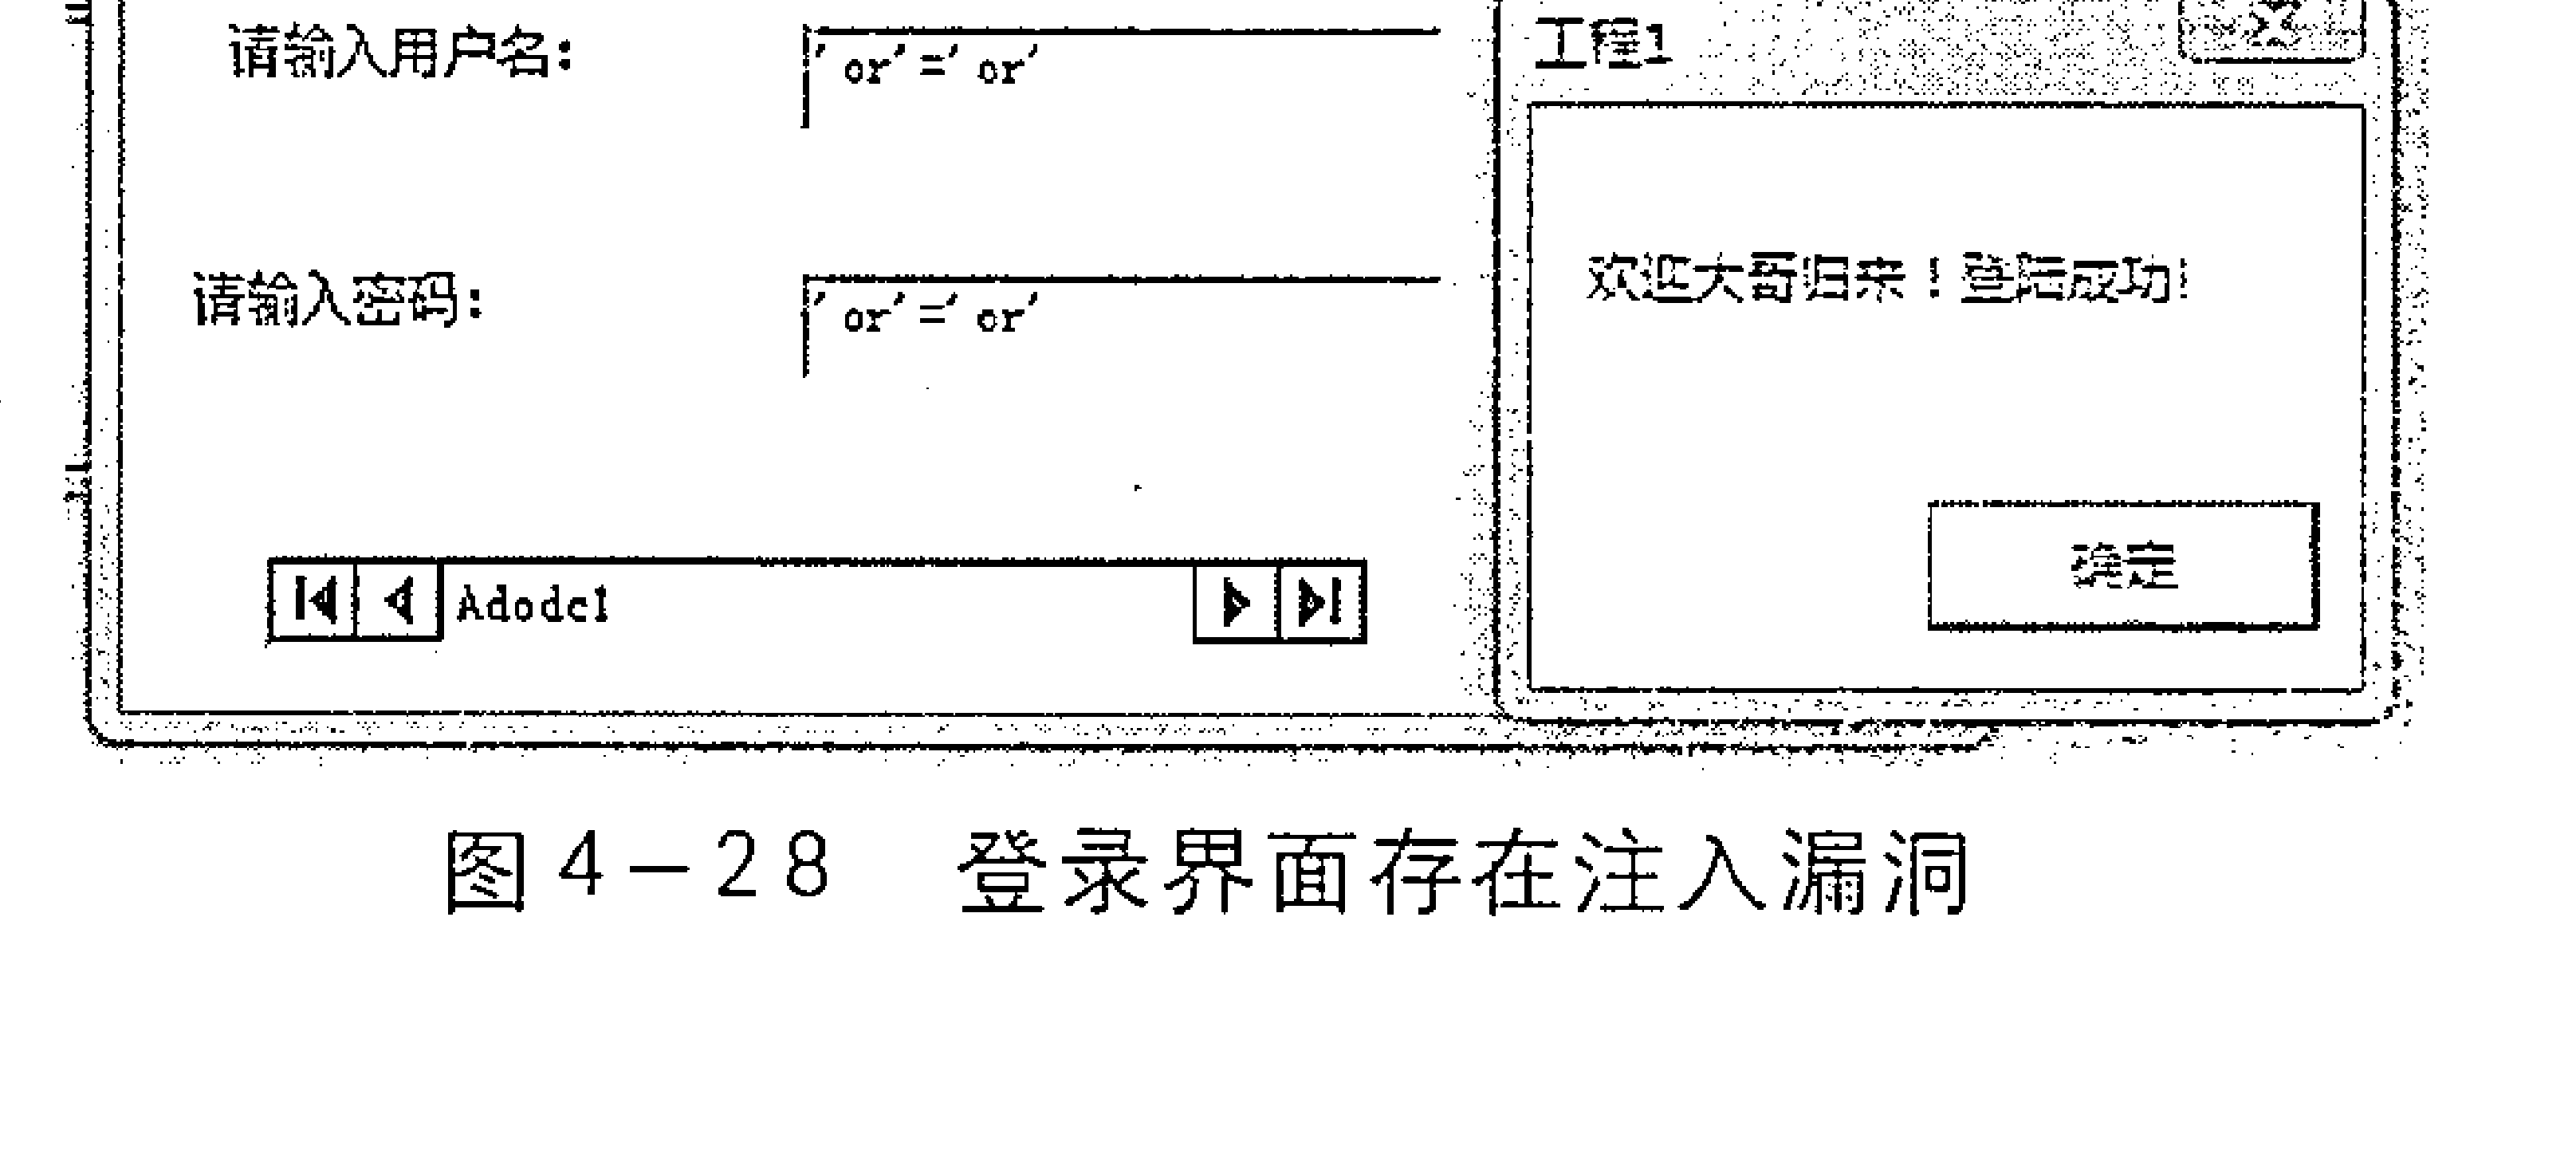 请输入用户名:
'or'='or'
请输入密码:
'or'='or'
Adodc1
工程1
欢迎大哥归来！登陆成功!
确定
图4－28 登录界面存在注入漏洞